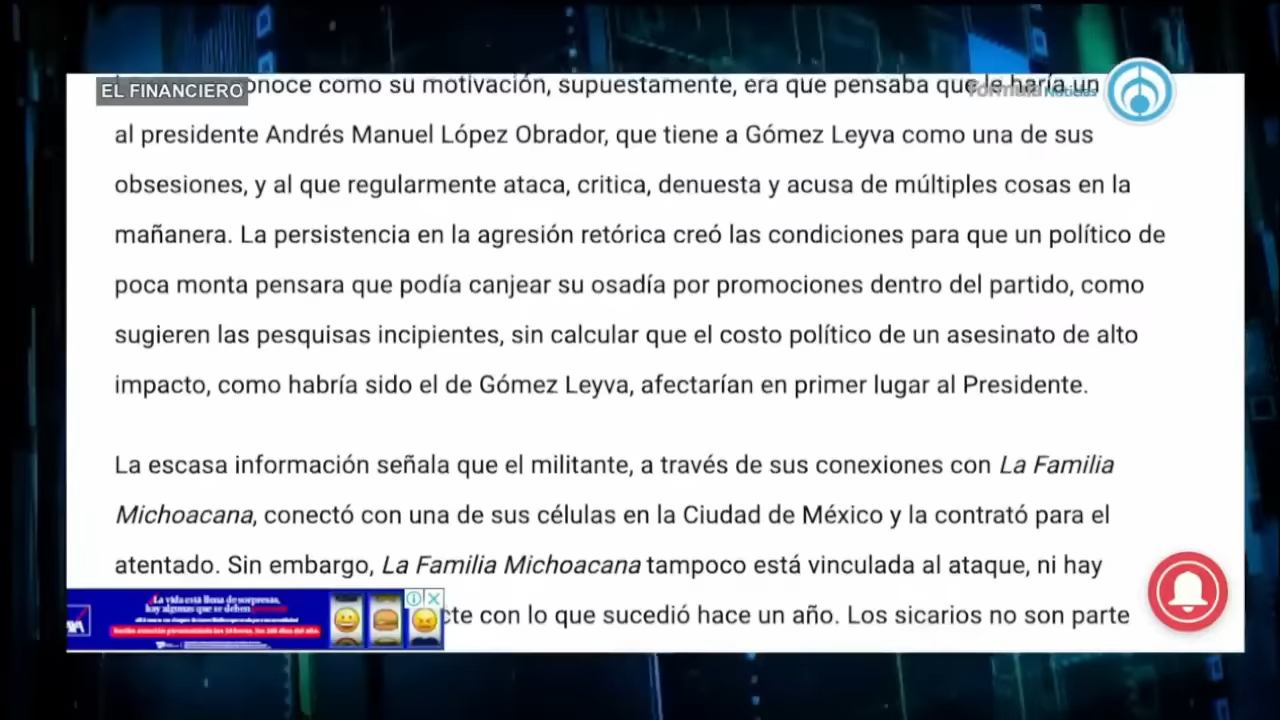 EL FINANCIERO
onoce como su motivación, supuestamente, era que pensaba que le haría un
Fórmula Noticias
al presidente Andrés Manuel López Obrador, que tiene a Gómez Leyva como una de sus
obsesiones, y al que regularmente ataca, critica, denuesta y acusa de múltiples cosas en la
mañanera. La persistencia en la agresión retórica creó las condiciones para que un político de
poca monta pensara que podía canjear su osadía por promociones dentro del partido, como
sugieren las pesquisas incipientes, sin calcular que el costo político de un asesinato de alto
impacto, como habría sido el de Gómez Leyva, afectarían en primer lugar al Presidente.
La escasa información señala que el militante, a través de sus conexiones con La Familia
Michoacana, conectó con una de sus células en la Ciudad de México y la contrató para el
atentado. Sin embargo, La Familia Michoacana tampoco está vinculada al ataque, ni hay
cte con lo que sucedió hace un año. Los sicarios no son parte
AXA
La vida está llena de sorpresas,
hay algunas que se deben